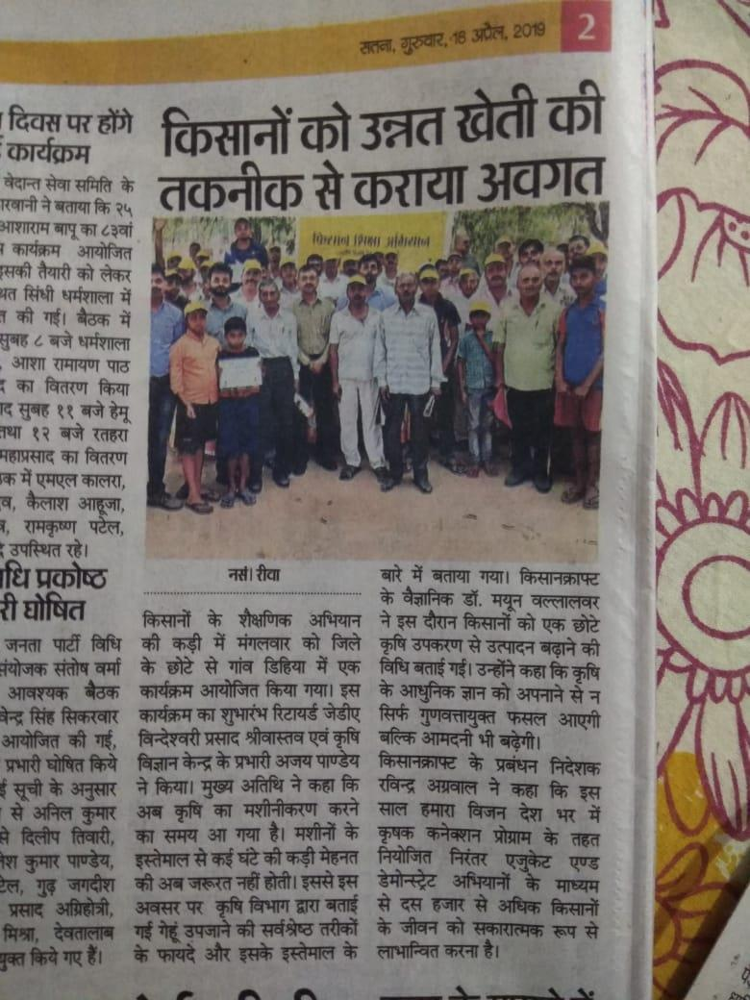 सतना, गुरुवार, 18 अप्रैल, 2019
2
दिवस पर होंगे
कार्यक्रम
वेदान्त सेवा समिति के
ने बताया कि २५
आशाराम बापू का ८३वां
कार्यक्रम आयोजित
इसकी तैयारी को लेकर
सिंधी धर्मशाला में
की गई। बैठक में
सुबह ८ बजे धर्मशाला
आशा रामायण पाठ
का वितरण किया
सुबह ११ बजे हेमू
तथा १२ बजे रतहरा
महाप्रसाद का वितरण
में एमएल कालरा,
कैलाश आहूजा,
रामकृष्ण पटेल,
उपस्थित रहे।
प्रकोष्ठ
घोषित
जनता पार्टी विधि
संयोजक संतोष वर्मा
आवश्यक बैठक
सिंह सिकरवार
आयोजित की गई,
प्रभारी घोषित किये
सूची के अनुसार
से अनिल कुमार
से दिलीप तिवारी,
कुमार पाण्डेय,
गुढ़ जगदीश
प्रसाद अग्निहोत्री,
मिश्रा, देवतालाब
किये गए हैं।
किसानों को उन्नत खेती की
तकनीक से कराया अवगत
किसान शिक्षा अभियान
नसं। रीवा
किसानों के शैक्षणिक अभियान
की कड़ी में मंगलवार को जिले
के छोटे से गांव डिहिया में एक
कार्यक्रम आयोजित किया गया। इस
कार्यक्रम का शुभारंभ रिटायर्ड जेडीए
विन्देश्वरी प्रसाद श्रीवास्तव एवं कृषि
विज्ञान केन्द्र के प्रभारी अजय पाण्डेय
ने किया। मुख्य अतिथि ने कहा कि
अब कृषि का मशीनीकरण करने
का समय आ गया है। मशीनों के
इस्तेमाल से कई घंटे की कड़ी मेहनत
की अब जरूरत नहीं होती। इससे इस
अवसर पर कृषि विभाग द्वारा बताई
गई गेहूं उपजाने की सर्वश्रेष्ठ तरीकों
के फायदे और इसके इस्तेमाल के
बारे में बताया गया। किसानक्राफ्ट
के वैज्ञानिक डॉ. मयून वल्लालवर
ने इस दौरान किसानों को एक छोटे
कृषि उपकरण से उत्पादन बढ़ाने की
विधि बताई गई। उन्होंने कहा कि कृषि
के आधुनिक ज्ञान को अपनाने से न
सिर्फ गुणवत्तायुक्त फसल आएगी
बल्कि आमदनी भी बढ़ेगी।
किसानक्राफ्ट के प्रबंधन निदेशक
रविन्द्र अग्रवाल ने कहा कि इस
साल हमारा विजन देश भर में
कृषक कनेक्शन प्रोग्राम के तहत
नियोजित निरंतर एजुकेट एण्ड
डेमोन्स्ट्रेट अभियानों के माध्यम
से दस हजार से अधिक किसानों
के जीवन को सकारात्मक रूप से
लाभान्वित करना है।